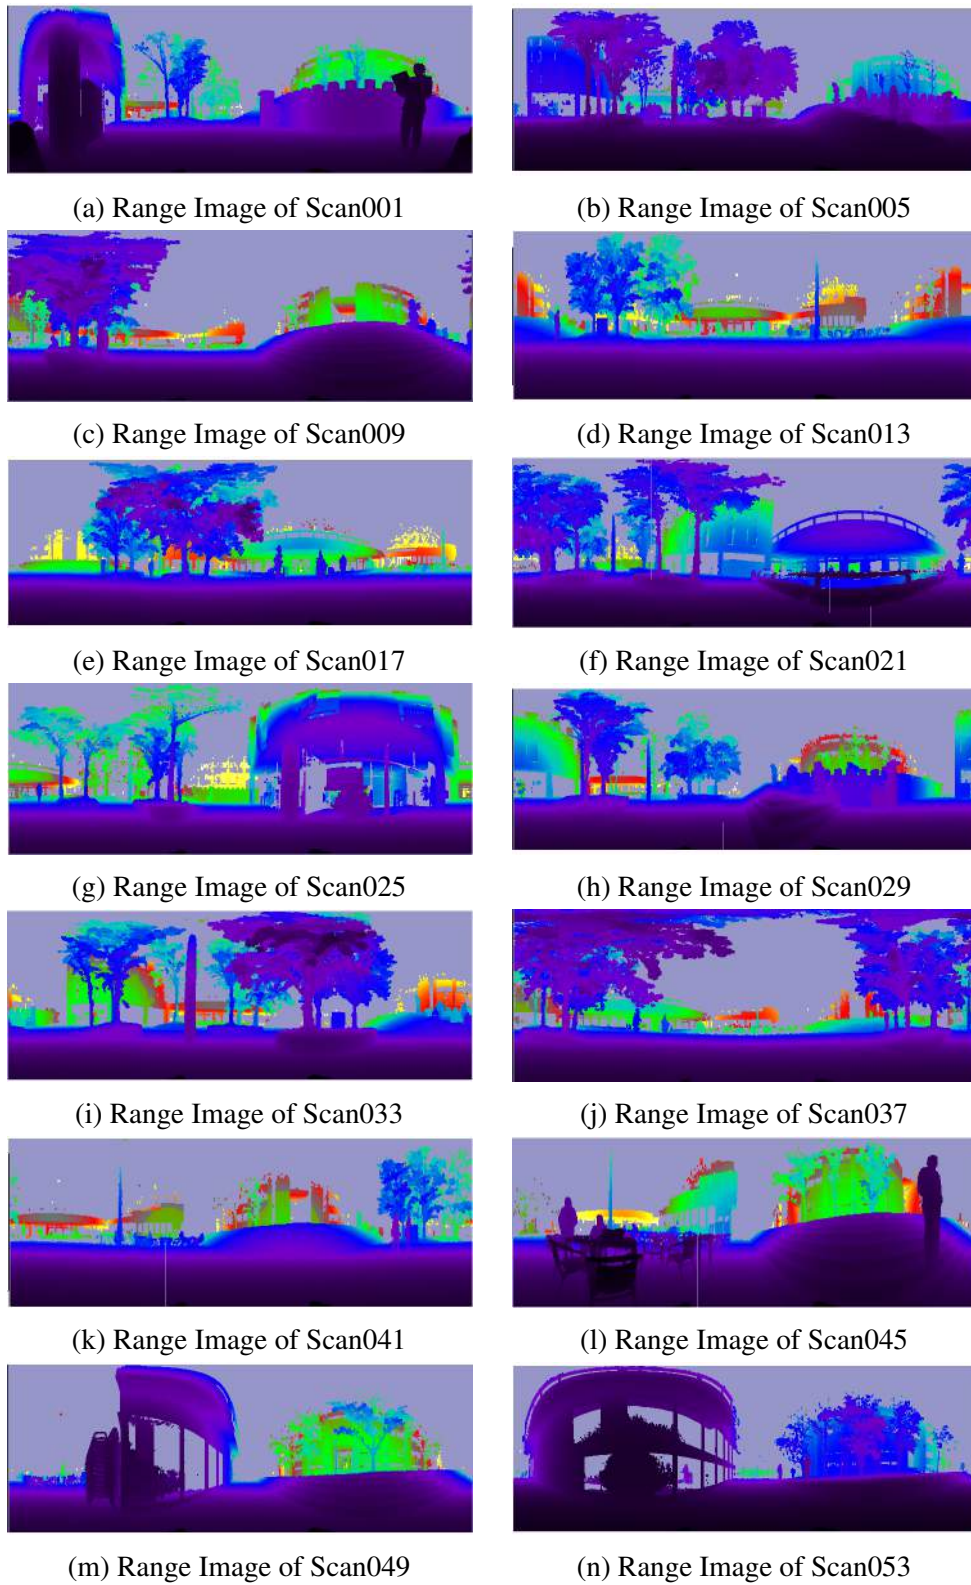 (a) Range Image of Scan001
(b) Range Image of Scan005
(c) Range Image of Scan009
(d) Range Image of Scan013
(e) Range Image of Scan017
(f) Range Image of Scan021
(g) Range Image of Scan025
(h) Range Image of Scan029
(i) Range Image of Scan033
(j) Range Image of Scan037
(k) Range Image of Scan041
(l) Range Image of Scan045
(m) Range Image of Scan049
(n) Range Image of Scan053